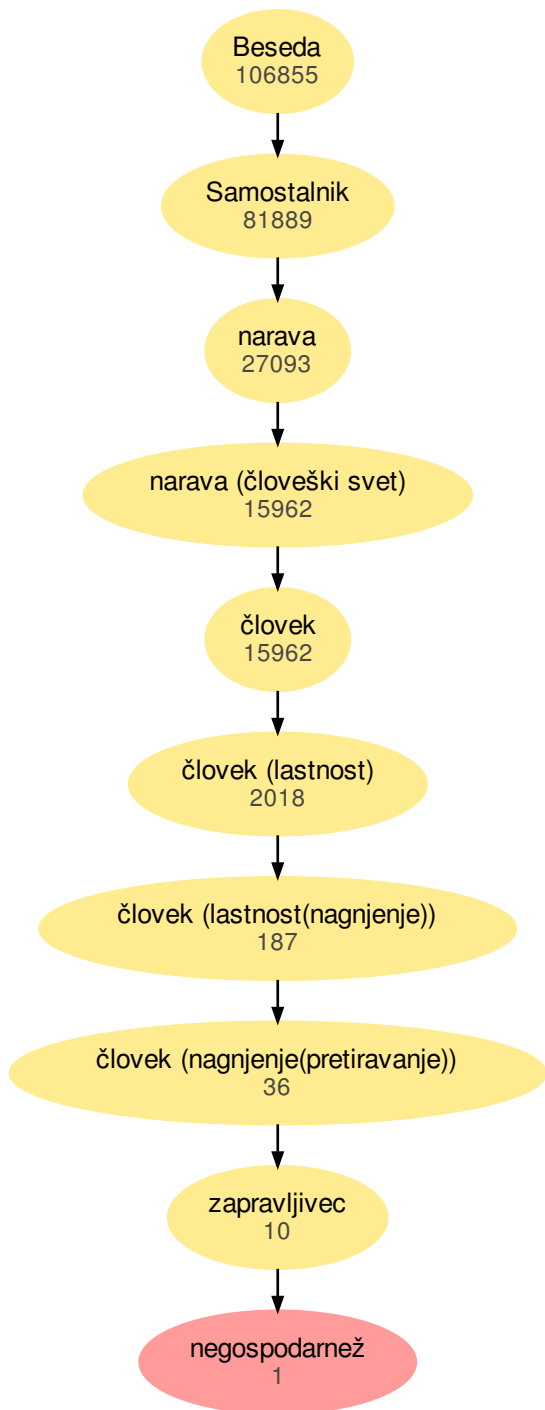 Beseda
106855
Samostalnik
81889
narava
27093
narava (človeški svet)
15962
človek
15962
človek (lastnost)
2018
človek (lastnost(nagnjenje))
187
človek (nagnjenje(pretiravanje))
36
zapravljivec
10
negospodarnež
1